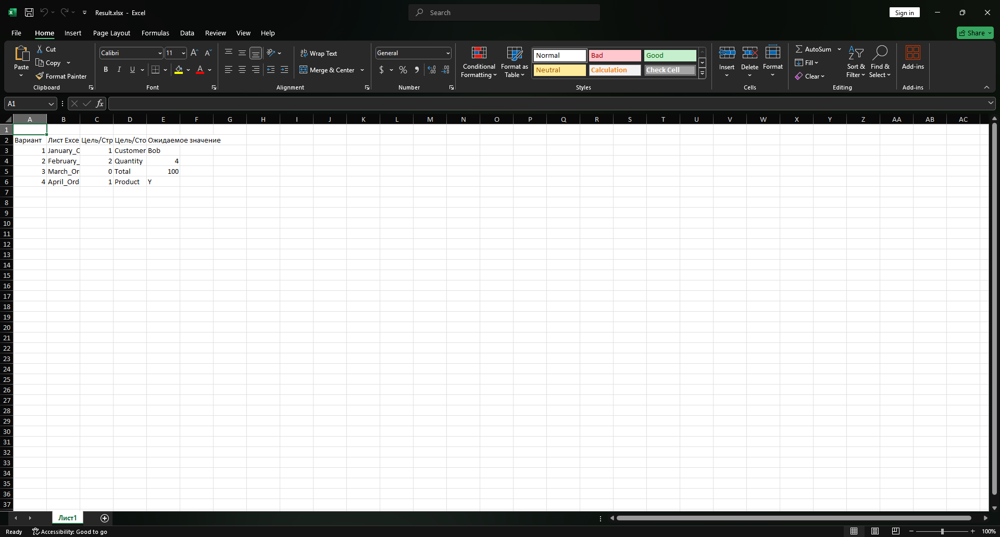 Result.xlsx - Excel
Search
Sign in
File Home Insert Page Layout Formulas Data Review View Help
Share
Paste
Cut
Copy
Format Painter
Clipboard
Calibri 11
B I U
Font
Wrap Text
Merge & Center
Alignment
General
$ % ,
Number
Conditional Formatting
Format as Table
Normal Bad Good
Neutral Calculation Check Cell
Styles
Insert Delete Format
Cells
AutoSum
Fill
Clear
Sort & Filter
Find & Select
Editing
Add-ins
Add-ins
A1 fx
A B C D E F G H I J K L M N O P Q R S T U V W X Y Z AA AB AC
1
2 Вариант Лист Exce Цель/Стр Цель/Сто Ожидаемое значение
3 1 January_C 1 Customer Bob
4 2 February_ 2 Quantity 4
5 3 March_Or 0 Total 100
6 4 April_Ord 1 Product Y
7
8
9
10
11
12
13
14
15
16
17
18
19
20
21
22
23
24
25
26
27
28
29
30
31
32
33
34
35
36
37
Лист1
Ready Accessibility: Good to go 100%